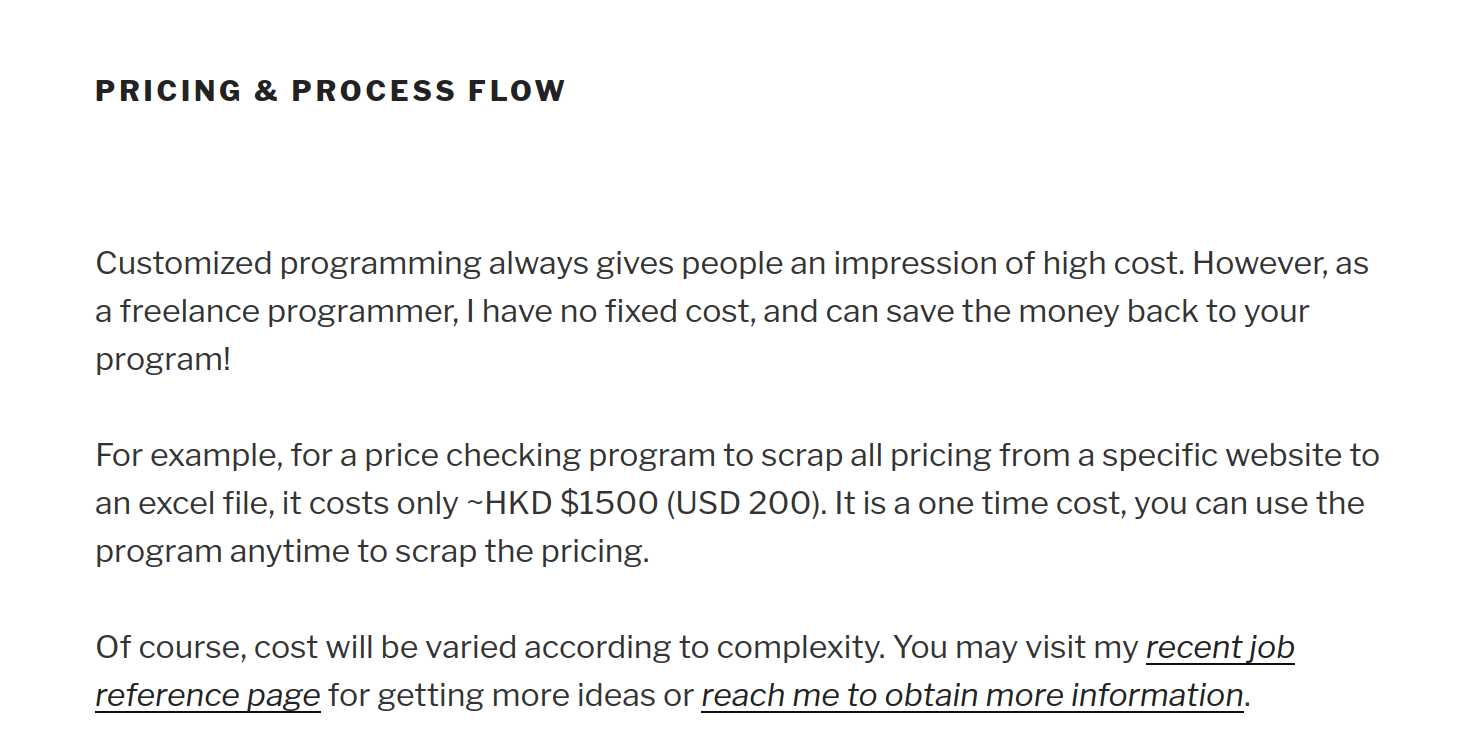 PRICING & PROCESS FLOW
Customized programming always gives people an impression of high cost. However, as
a freelance programmer, I have no fixed cost, and can save the money back to your
program!
For example, for a price checking program to scrap all pricing from a specific website to
an excel file, it costs only ~HKD $1500 (USD 200). It is a one time cost, you can use the
program anytime to scrap the pricing.
Of course, cost will be varied according to complexity. You may visit my recent job
reference page for getting more ideas or reach me to obtain more information.